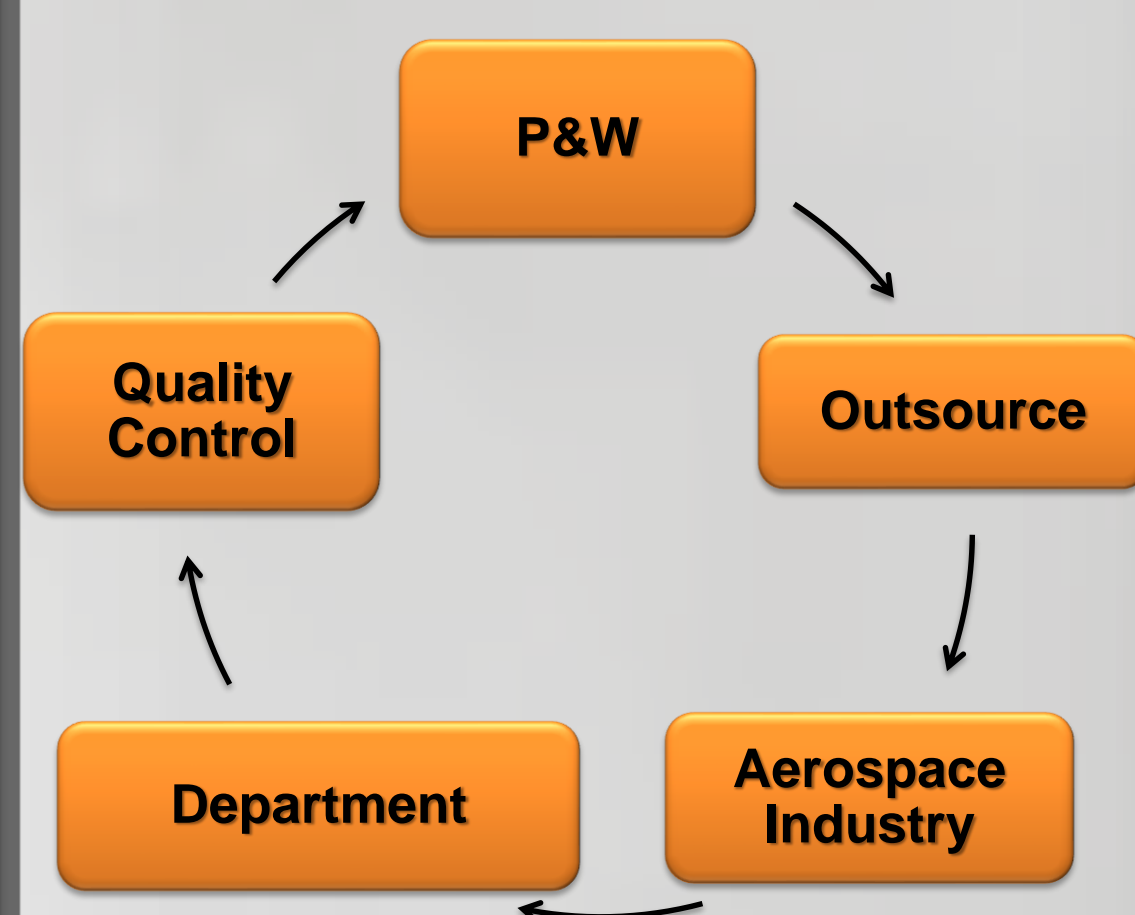 P&W
Outsource
Aerospace
Industry
Department
Quality
Control